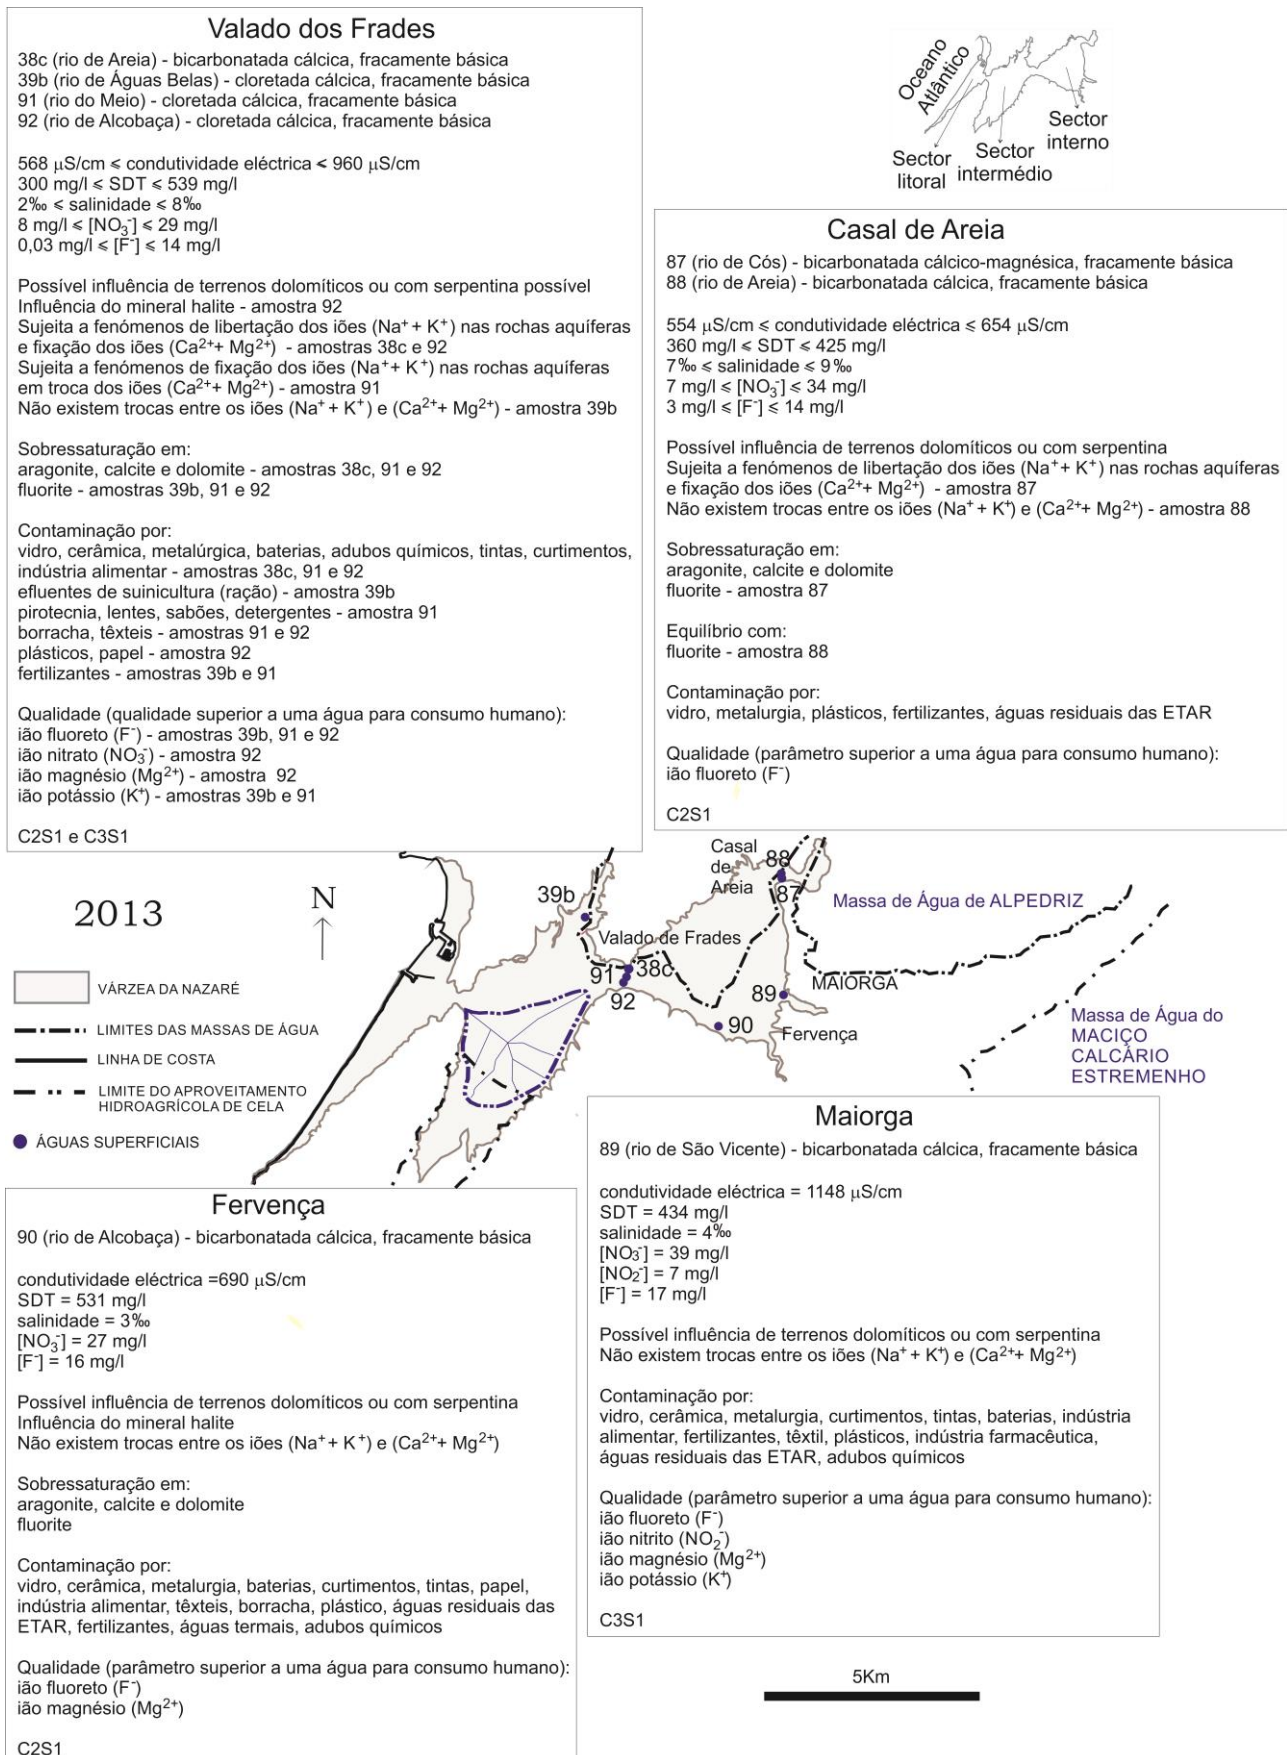 Valado dos Frades
38c (rio de Areia) - bicarbonatada cálcica, fracamente básica
39b (rio de Águas Belas) - cloretada cálcica, fracamente básica
91 (rio do Meio) - cloretada cálcica, fracamente básica
92 (rio de Alcobaça) - cloretada cálcica, fracamente básica
568 µS/cm ≤ condutividade eléctrica ≤ 960 µS/cm
300 mg/l ≤ SDT ≤ 539 mg/l
2‰ ≤ salinidade ≤ 8‰
8 mg/l ≤ [NO₃⁻] ≤ 29 mg/l
0,03 mg/l ≤ [F⁻] ≤ 14 mg/l
Possível influência de terrenos dolomíticos ou com serpentina possível
Influência do mineral halite - amostra 92
Sujeita a fenómenos de libertação dos iões (Na⁺ + K⁺) nas rochas aquíferas
e fixação dos iões (Ca²⁺+ Mg²⁺) - amostras 38c e 92
Sujeita a fenómenos de fixação dos iões (Na⁺+ K⁺) nas rochas aquíferas
em troca dos iões (Ca²⁺+ Mg²⁺) - amostra 91
Não existem trocas entre os iões (Na⁺ + K⁺) e (Ca²⁺+ Mg²⁺) - amostra 39b
Sobressaturação em:
aragonite, calcite e dolomite - amostras 38c, 91 e 92
fluorite - amostras 39b, 91 e 92
Contaminação por:
vidro, cerâmica, metalúrgica, baterias, adubos químicos, tintas, curtimentos,
indústria alimentar - amostras 38c, 91 e 92
efluentes de suinicultura (ração) - amostra 39b
pirotecnia, lentes, sabões, detergentes - amostra 91
borracha, têxteis - amostras 91 e 92
plásticos, papel - amostra 92
fertilizantes - amostras 39b e 91
Qualidade (qualidade superior a uma água para consumo humano):
ião fluoreto (F⁻) - amostras 39b, 91 e 92
ião nitrato (NO₃⁻) - amostra 92
ião magnésio (Mg²⁺) - amostra 92
ião potássio (K⁺) - amostras 39b e 91
C2S1 e C3S1
Oceano
Atlântico
Sector
litoral
Sector
intermédio
Sector
interno
Casal de Areia
87 (rio de Cós) - bicarbonatada cálcico-magnésica, fracamente básica
88 (rio de Areia) - bicarbonatada cálcica, fracamente básica
554 µS/cm ≤ condutividade eléctrica ≤ 654 µS/cm
360 mg/l ≤ SDT ≤ 425 mg/l
7‰ ≤ salinidade ≤ 9‰
7 mg/l ≤ [NO₃⁻] ≤ 34 mg/l
3 mg/l ≤ [F⁻] ≤ 14 mg/l
Possível influência de terrenos dolomíticos ou com serpentina
Sujeita a fenómenos de libertação dos iões (Na⁺+ K⁺) nas rochas aquíferas
e fixação dos iões (Ca²⁺+ Mg²⁺) - amostra 87
Não existem trocas entre os iões (Na⁺ + K⁺) e (Ca²⁺+ Mg²⁺) - amostra 88
Sobressaturação em:
aragonite, calcite e dolomite
fluorite - amostra 87
Equilíbrio com:
fluorite - amostra 88
Contaminação por:
vidro, metalurgia, plásticos, fertilizantes, águas residuais das ETAR
Qualidade (parâmetro superior a uma água para consumo humano):
ião fluoreto (F⁻)
C2S1
2013
N
VÁRZEA DA NAZARÉ
LIMITES DAS MASSAS DE ÁGUA
LINHA DE COSTA
LIMITE DO APROVEITAMENTO
HIDROAGRÍCOLA DE CELA
ÁGUAS SUPERFICIAIS
39b
Valado de Frades
91
38c
92
Casal
de
Areia
88
87
89
90
Fervença
MAIORGA
Massa de Água de ALPEDRIZ
Massa de Água do
MACIÇO
CALCÁRIO
ESTREMENHO
Fervença
90 (rio de Alcobaça) - bicarbonatada cálcica, fracamente básica
condutividade eléctrica =690 µS/cm
SDT = 531 mg/l
salinidade = 3‰
[NO₃⁻] = 27 mg/l
[F⁻] = 16 mg/l
Possível influência de terrenos dolomíticos ou com serpentina
Influência do mineral halite
Não existem trocas entre os iões (Na⁺ + K⁺) e (Ca²⁺+ Mg²⁺)
Sobressaturação em:
aragonite, calcite e dolomite
fluorite
Contaminação por:
vidro, cerâmica, metalurgia, baterias, curtimentos, tintas, papel,
indústria alimentar, têxteis, borracha, plástico, águas residuais das
ETAR, fertilizantes, águas termais, adubos químicos
Qualidade (parâmetro superior a uma água para consumo humano):
ião fluoreto (F⁻)
ião magnésio (Mg²⁺)
C2S1
Maiorga
89 (rio de São Vicente) - bicarbonatada cálcica, fracamente básica
condutividade eléctrica = 1148 µS/cm
SDT = 434 mg/l
salinidade = 4‰
[NO₃⁻] = 39 mg/l
[NO₂⁻] = 7 mg/l
[F⁻] = 17 mg/l
Possível influência de terrenos dolomíticos ou com serpentina
Não existem trocas entre os iões (Na⁺ + K⁺) e (Ca²⁺+ Mg²⁺)
Contaminação por:
vidro, cerâmica, metalurgia, curtimentos, tintas, baterias, indústria
alimentar, fertilizantes, têxtil, plásticos, indústria farmacêutica,
águas residuais das ETAR, adubos químicos
Qualidade (parâmetro superior a uma água para consumo humano):
ião fluoreto (F⁻)
ião nitrito (NO₂⁻)
ião magnésio (Mg²⁺)
ião potássio (K⁺)
C3S1
5Km